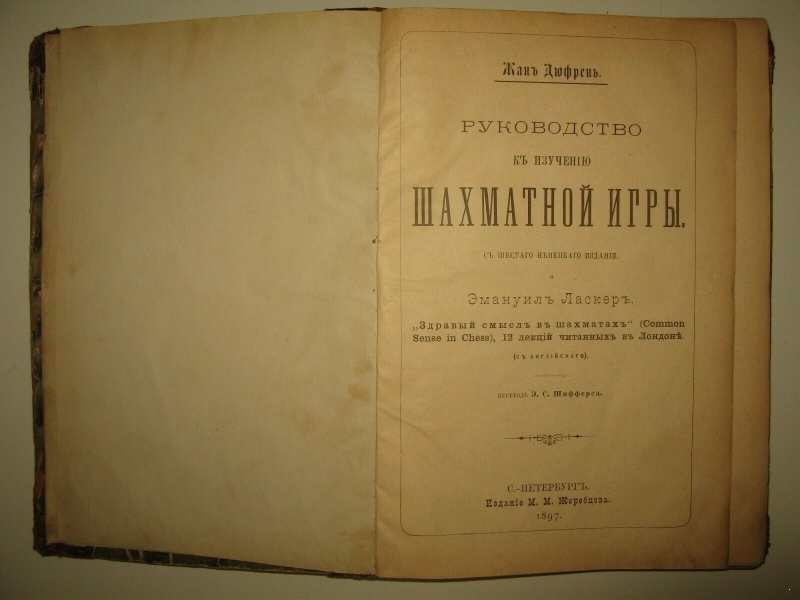 Жанъ Дюфрень.
РУКОВОДСТВО
КЪ ИЗУЧЕНІЮ
ШАХМАТНОЙ ИГРЫ.
СЪ ШЕСТАГО НѢМЕЦКАГО ИЗДАНІЯ.
и
Эмануилъ Ласкеръ.
„Здравый смыслъ въ шахматахъ“ (Common
Sense in Chess), 12 лекцій читанныхъ въ Лондонѣ.
(СЪ АНГЛІЙСКАГО).
ПЕРЕВОДЪ Э. С. Шифферса.
С.-ПЕТЕРБУРГЪ.
Изданіе М. М. Жеребцова.
1897.